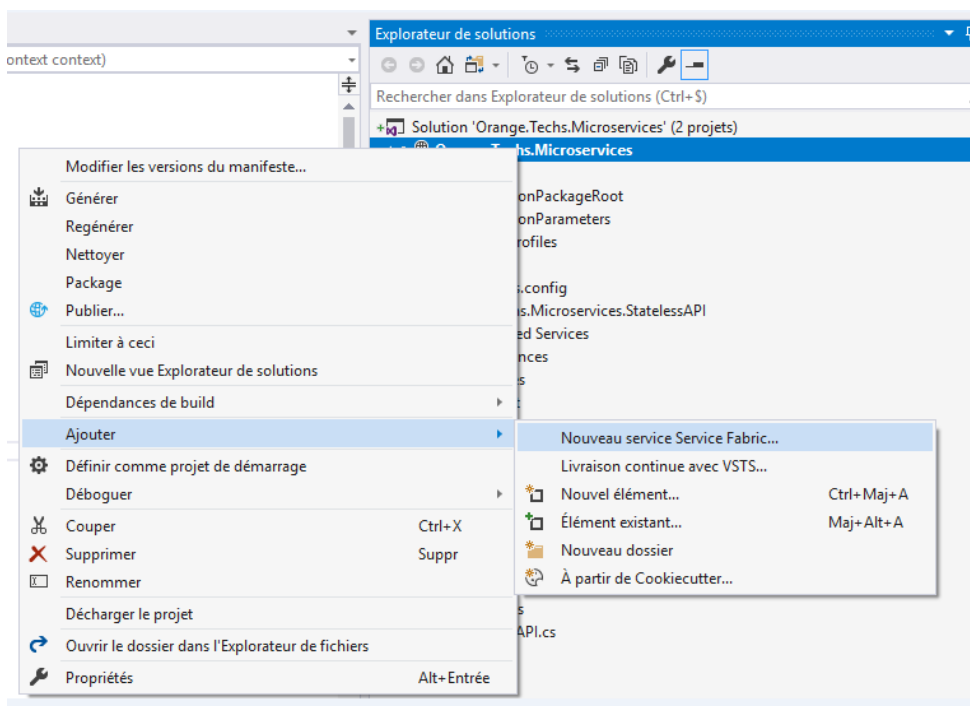 Explorateur de solutions
ontext context)
Rechercher dans Explorateur de solutions (Ctrl+$)
Solution 'Orange.Techs.Microservices' (2 projets)
hs.Microservices
onPackageRoot
onParameters
rofiles
.config
s.Microservices.StatelessAPI
ed Services
nces
s
Modifier les versions du manifeste...
Générer
Regénérer
Nettoyer
Package
Publier...
Limiter à ceci
Nouvelle vue Explorateur de solutions
Dépendances de build
Ajouter
Définir comme projet de démarrage
Déboguer
Couper Ctrl+X
Supprimer Suppr
Renommer
Décharger le projet
Ouvrir le dossier dans l'Explorateur de fichiers
Propriétés Alt+Entrée
Nouveau service Service Fabric...
Livraison continue avec VSTS...
Nouvel élément... Ctrl+Maj+A
Élément existant... Maj+Alt+A
Nouveau dossier
À partir de Cookiecutter...
s
API.cs